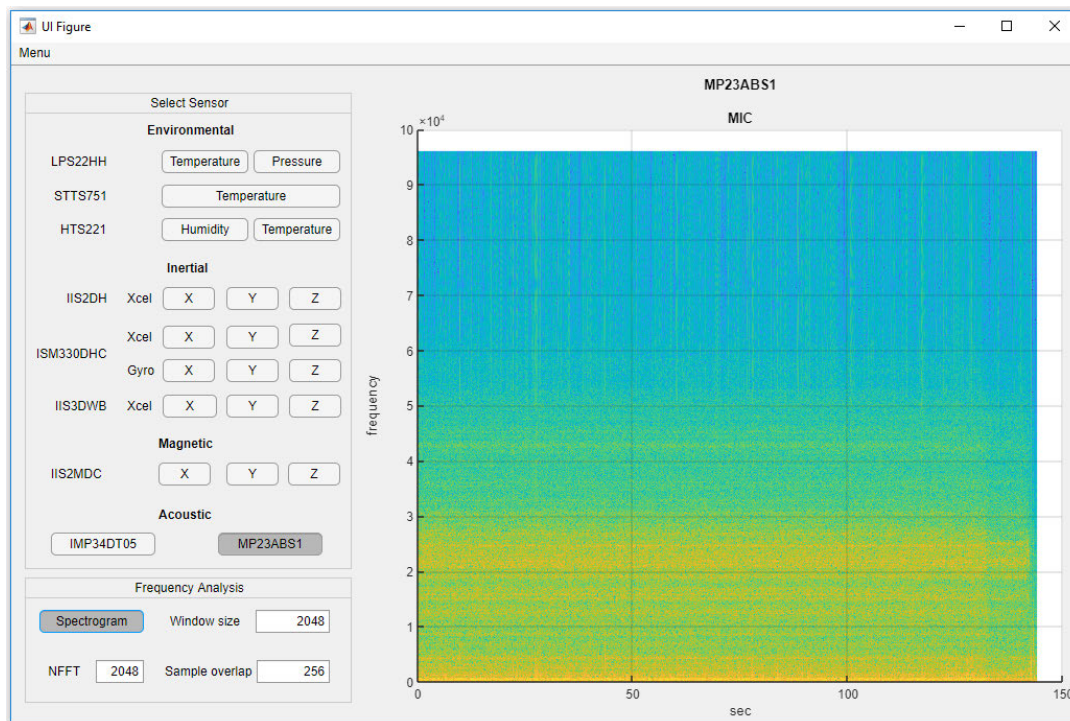 UI Figure
Menu
Select Sensor
Environmental
LPS22HH Temperature Pressure
STTS751 Temperature
HTS221 Humidity Temperature
Inertial
IIS2DH Xcel X Y Z
Xcel X Y Z
ISM330DHC
Gyro X Y Z
IIS3DWB Xcel X Y Z
Magnetic
IIS2MDC X Y Z
Acoustic
IMP34DT05 MP23ABS1
Frequency Analysis
Spectrogram Window size 2048
NFFT 2048 Sample overlap 256
MP23ABS1
MIC
×10⁴
10
9
8
7
6
5
4
3
2
1
0
frequency
0 50 100 150
sec